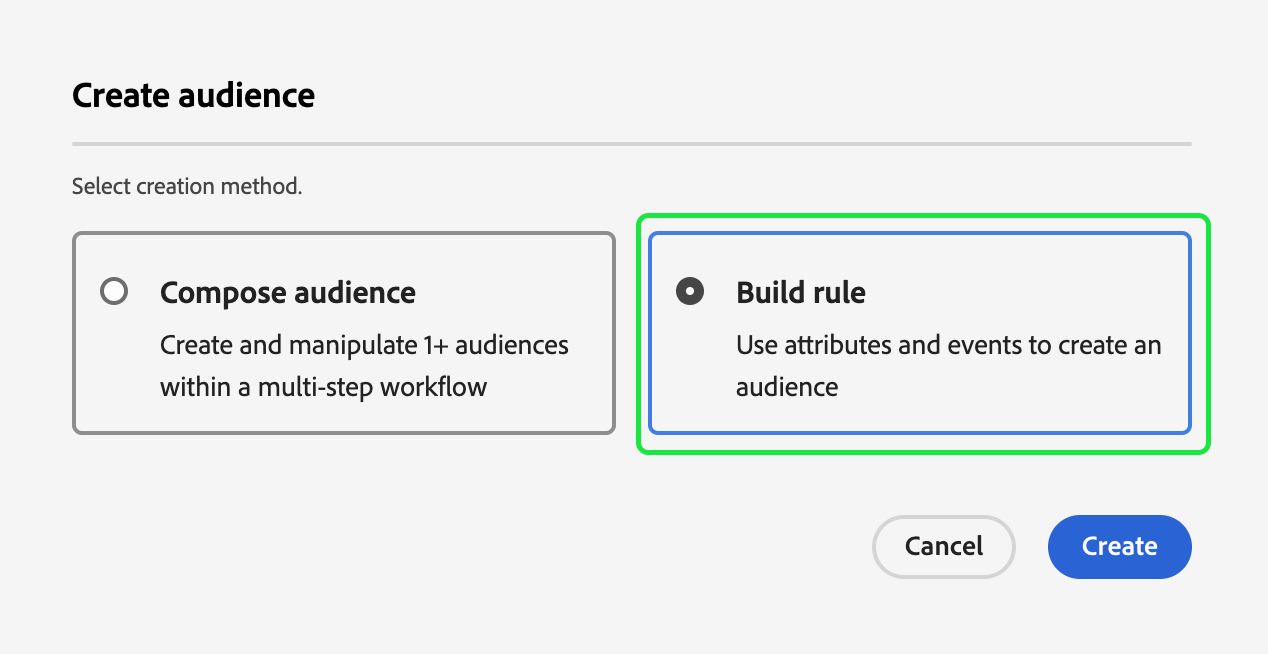 Create audience
Select creation method.
Compose audience
Create and manipulate 1+ audiences
within a multi-step workflow
Build rule
Use attributes and events to create an
audience
Cancel
Create